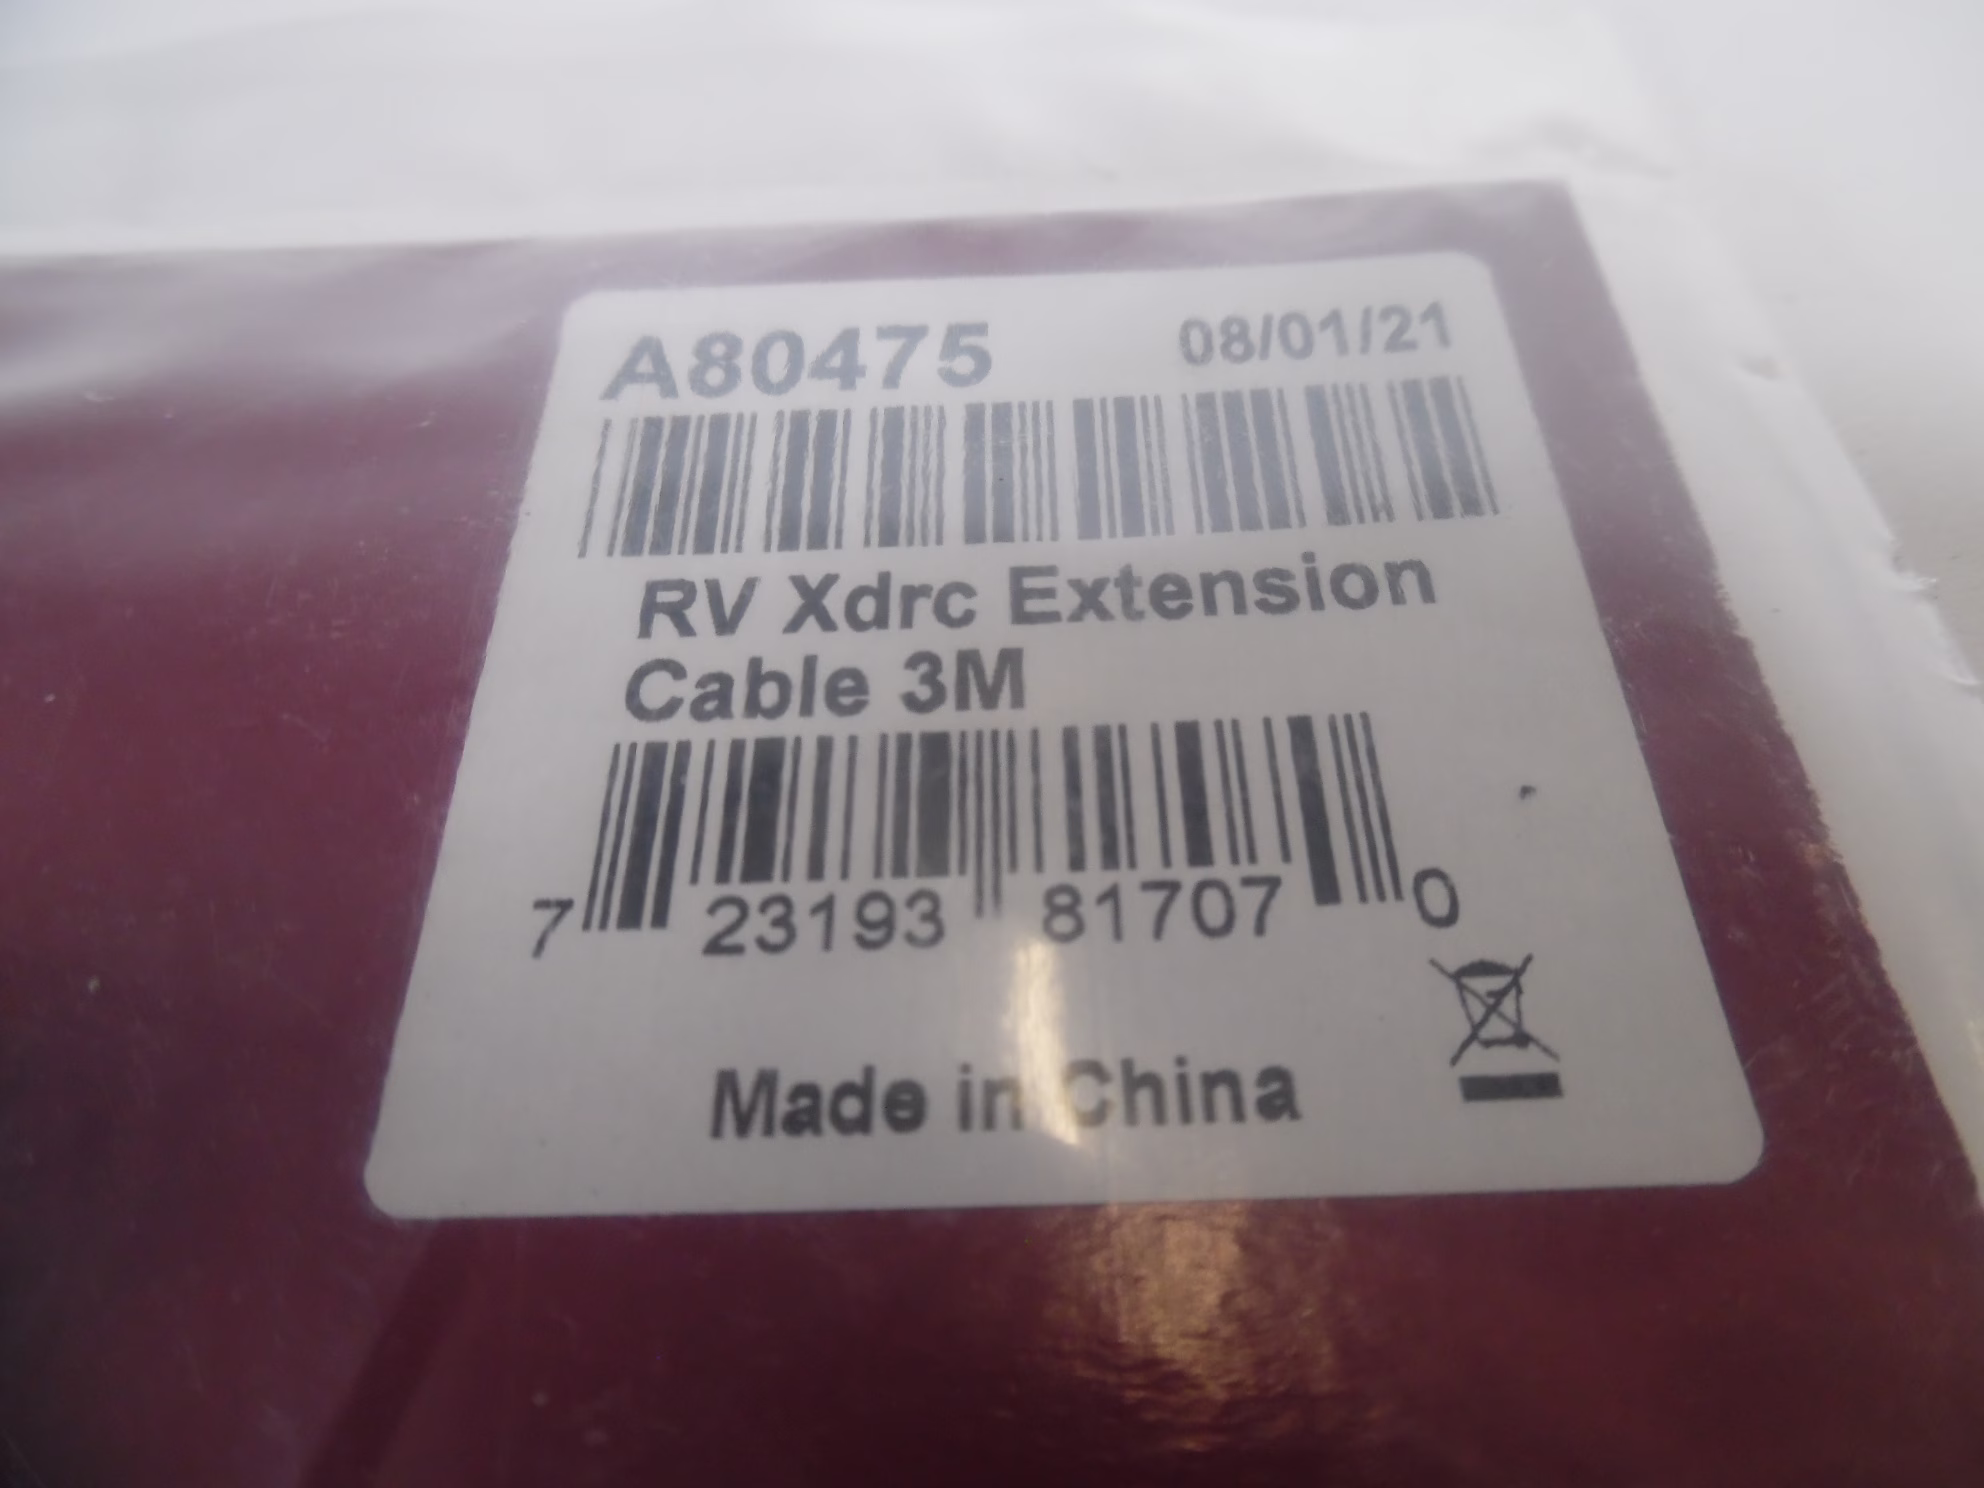 A80475 08/01/21
RV Xdrc Extension
Cable 3M
7 23193 81707 0
Made in China